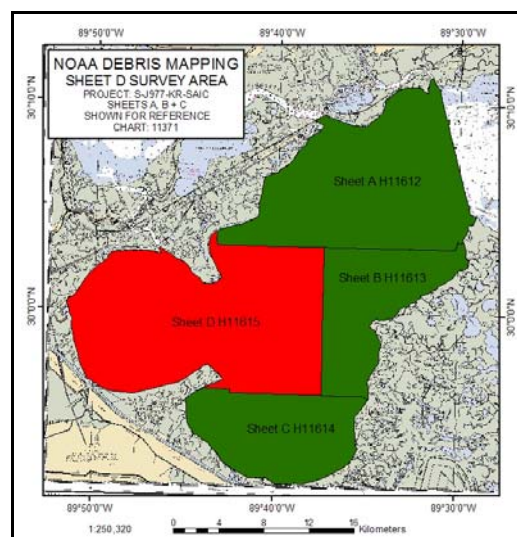 89°50'0"W 89°40'0"W 89°30'0"W
NOAA DEBRIS MAPPING
SHEET D SURVEY AREA
PROJECT: S-J977-KR-SAIC
SHEETS A, B + C
SHOWN FOR REFERENCE
CHART: 11371
30°10'0"N 30°10'0"N
Sheet A H11612
Sheet B H11613
30°0'0"N 30°0'0"N
Sheet D H11615
Sheet C H11614
89°50'0"W 89°40'0"W 89°30'0"W
1:250,320 0 2 4 8 12 16 Kilometers